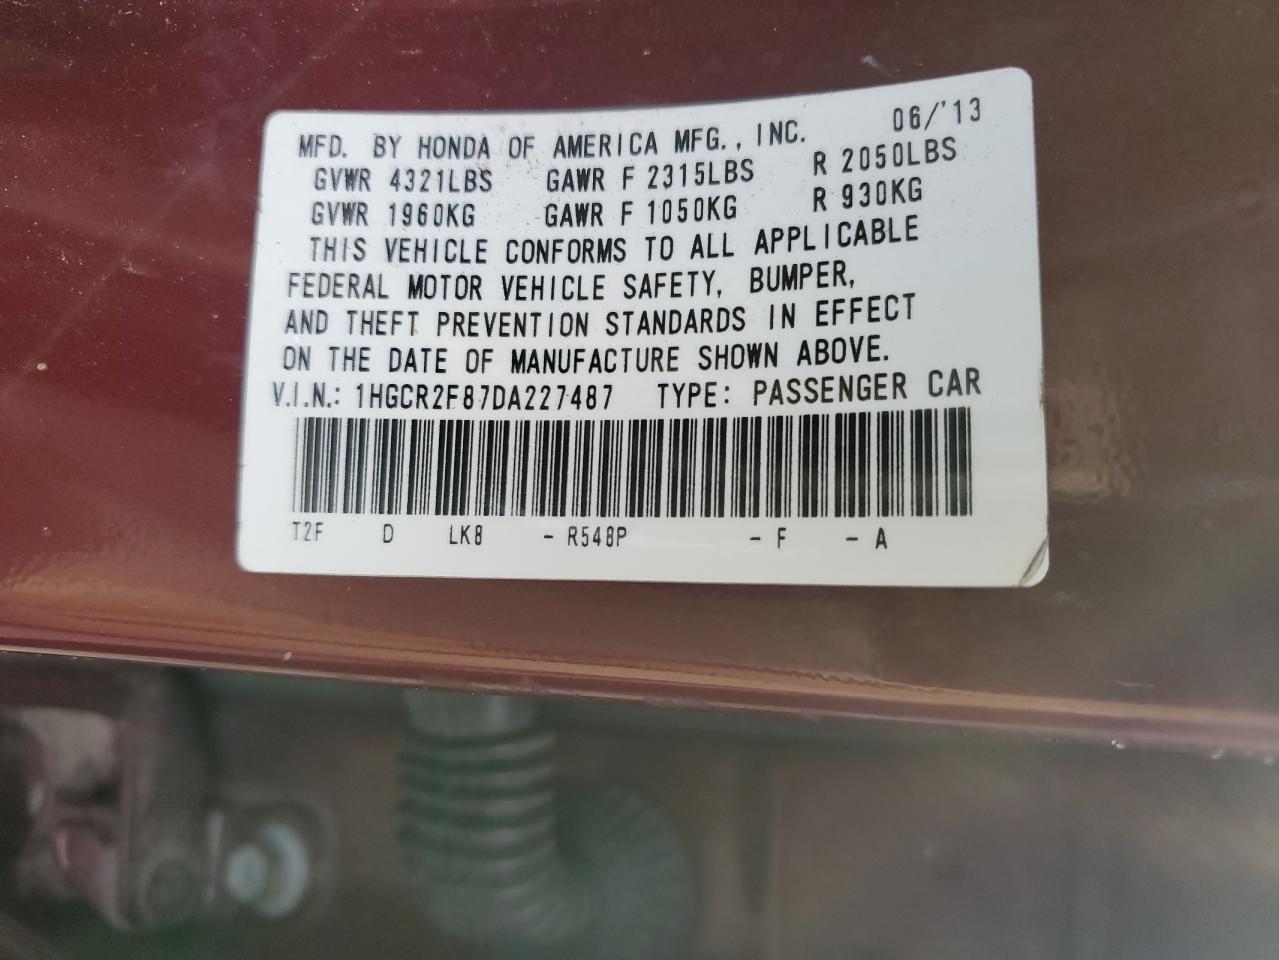 06/'13
MFD. BY HONDA OF AMERICA MFG., INC.
GVWR 4321LBS GAWR F 2315LBS R 2050LBS
GVWR 1960KG GAWR F 1050KG R 930KG
THIS VEHICLE CONFORMS TO ALL APPLICABLE
FEDERAL MOTOR VEHICLE SAFETY, BUMPER,
AND THEFT PREVENTION STANDARDS IN EFFECT
ON THE DATE OF MANUFACTURE SHOWN ABOVE.
V.I.N.: 1HGCR2F87DA227487 TYPE: PASSENGER CAR
T2F D LK8 - R548P - F - A